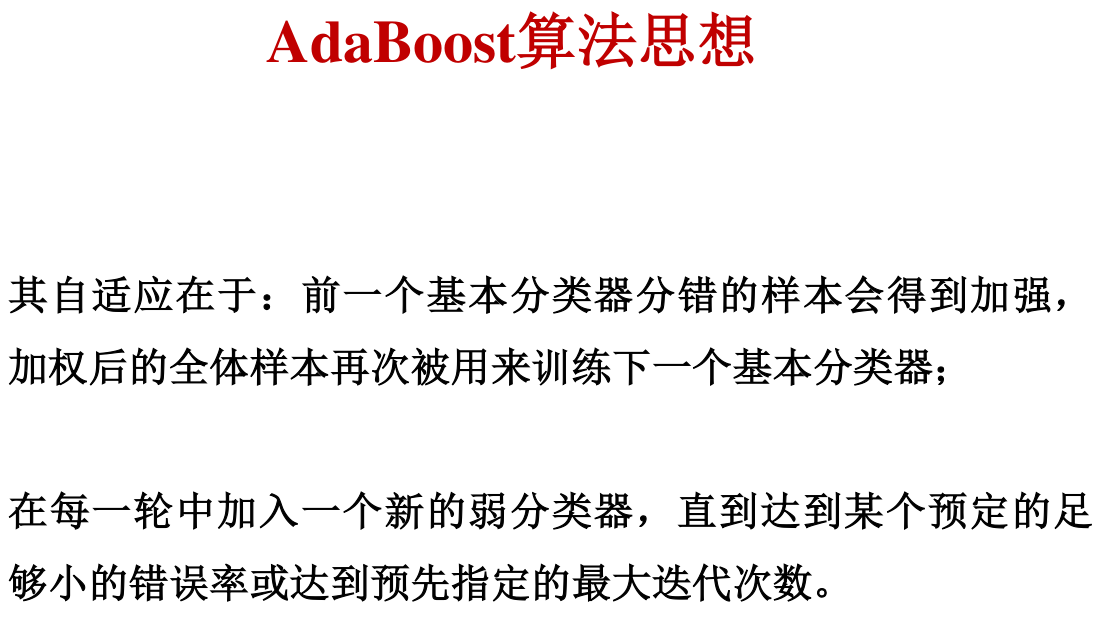 AdaBoost算法思想
其自适应在于：前一个基本分类器分错的样本会得到加强，
加权后的全体样本再次被用来训练下一个基本分类器；
在每一轮中加入一个新的弱分类器，直到达到某个预定的足
够小的错误率或达到预先指定的最大迭代次数。